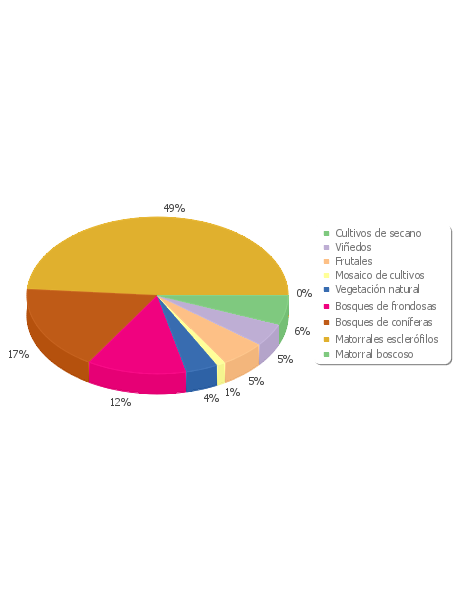 49%
0%
6%
5%
5%
1%
4%
12%
17%
Cultivos de secano
Viñedos
Frutales
Mosaico de cultivos
Vegetación natural
Bosques de frondosas
Bosques de coníferas
Matorrales esclerófilos
Matorral boscoso